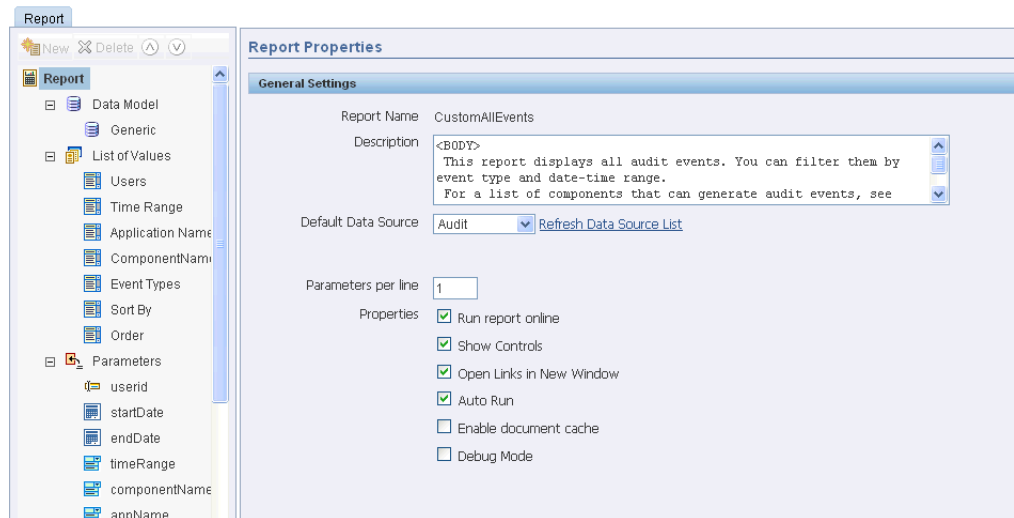 Report
New Delete
Report
Data Model
Generic
List of Values
Users
Time Range
Application Name
ComponentNam
Event Types
Sort By
Order
Parameters
userid
startDate
endDate
timeRange
componentName
appName
Report Properties
General Settings
Report Name CustomAllEvents
Description <BODY>
This report displays all audit events. You can filter them by
event type and date-time range.
For a list of components that can generate audit events, see
Default Data Source Audit Refresh Data Source List
Parameters per line 1
Properties Run report online
Show Controls
Open Links in New Window
Auto Run
Enable document cache
Debug Mode